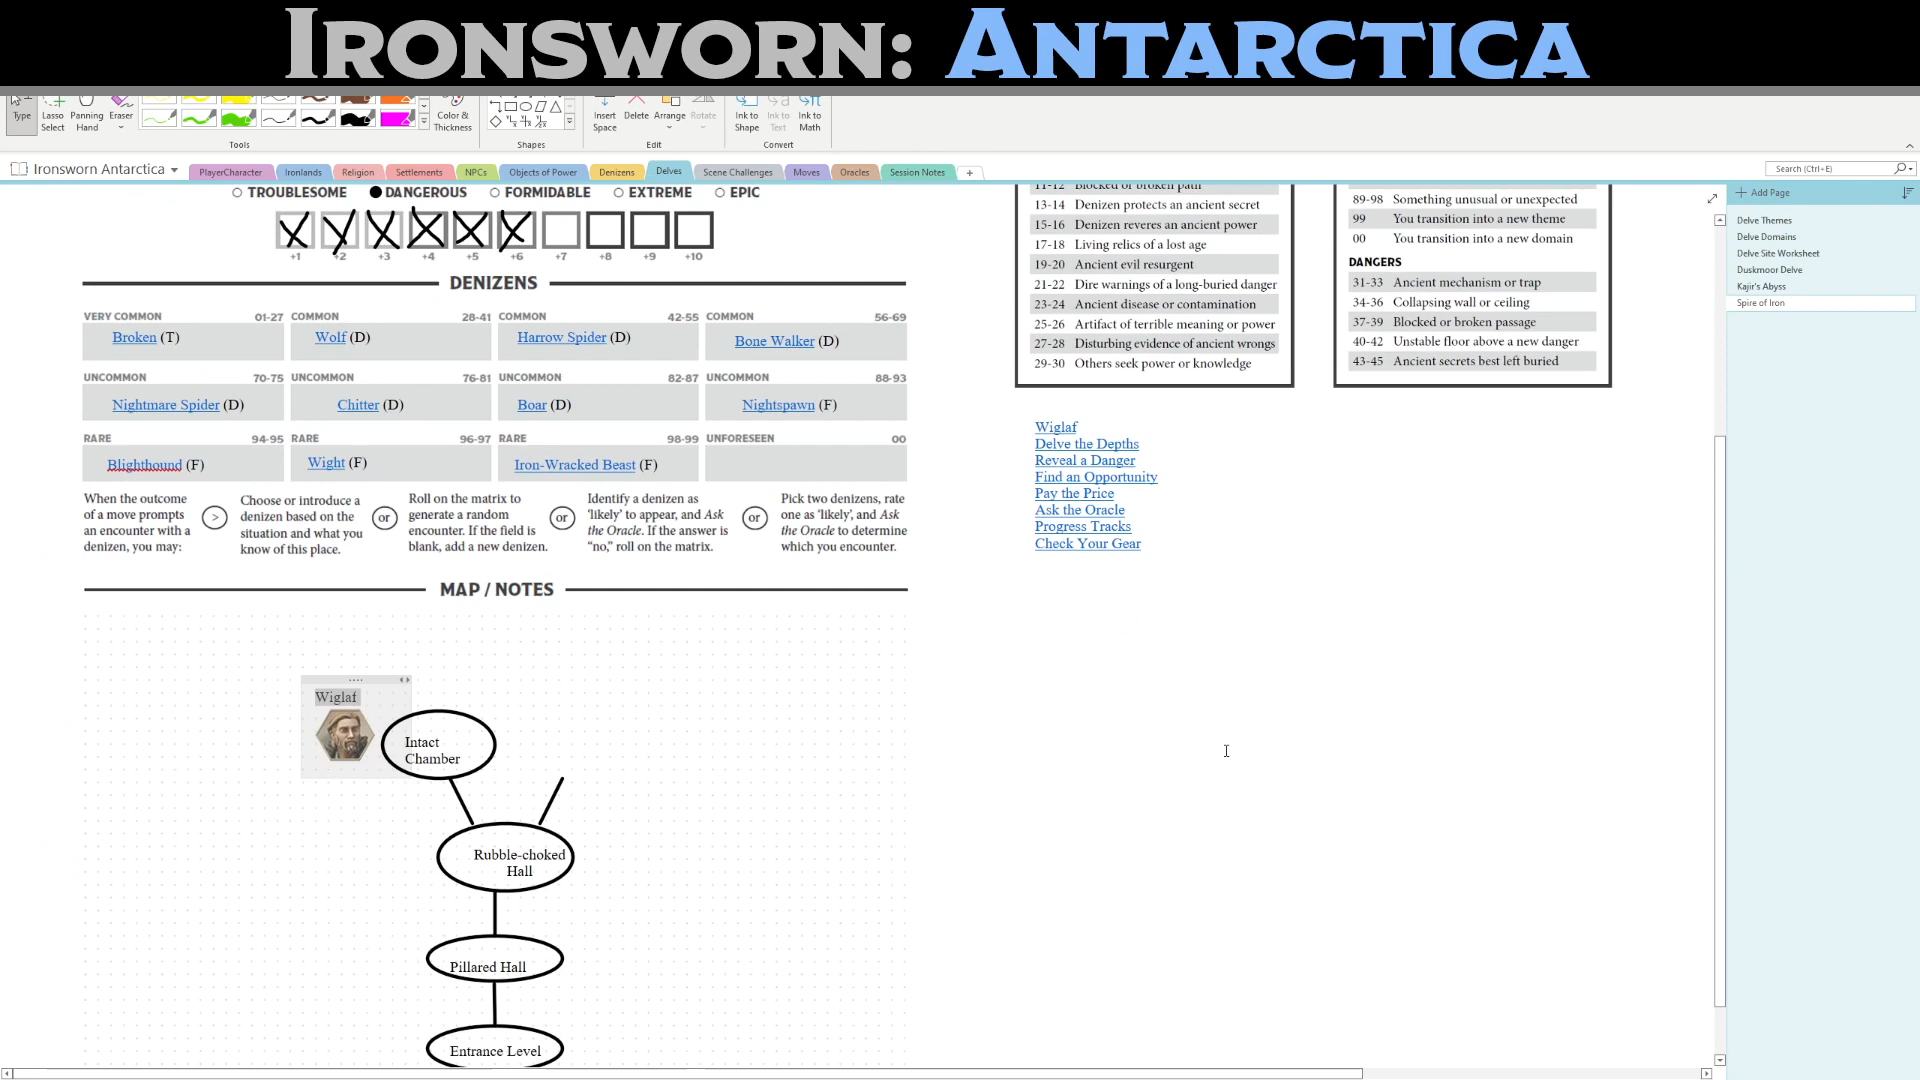 IRONSWORN: ANTARCTICA
Type
Lasso Select
Panning Hand
Eraser
Color & Thickness
Insert Space
Delete
Arrange
Rotate
Ink to Shape
Ink to Text
Ink to Math
Tools
Shapes
Edit
Convert
Ironsworn Antarctica
PlayerCharacter
Ironlands
Religion
Settlements
NPCs
Objects of Power
Denizens
Delves
Scene Challenges
Moves
Oracles
Session Notes
Search (Ctrl+E)
Add Page
Delve Themes
Delve Domains
Delve Site Worksheet
Duskmoor Delve
Kajir's Abyss
Spire of Iron
TROUBLESOME DANGEROUS FORMIDABLE EXTREME EPIC
+1 +2 +3 +4 +5 +6 +7 +8 +9 +10
DENIZENS
VERY COMMON 01-27 COMMON 28-41 COMMON 42-55 COMMON 56-69
Broken (T) Wolf (D) Harrow Spider (D) Bone Walker (D)
UNCOMMON 70-75 UNCOMMON 76-81 UNCOMMON 82-87 UNCOMMON 88-93
Nightmare Spider (D) Chitter (D) Boar (D) Nightspawn (F)
RARE 94-95 RARE 96-97 RARE 98-99 UNFORESEEN 00
Blighthound (F) Wight (F) Iron-Wracked Beast (F)
When the outcome
of a move prompts
an encounter with a
denizen, you may:
>
Choose or introduce a
denizen based on the
situation and what you
know of this place.
or
Roll on the matrix to
generate a random
encounter. If the field is
blank, add a new denizen.
or
Identify a denizen as
'likely' to appear, and Ask
the Oracle. If the answer is
"no," roll on the matrix.
or
Pick two denizens, rate
one as 'likely', and Ask
the Oracle to determine
which you encounter.
MAP / NOTES
Wiglaf
Intact
Chamber
Rubble-choked
Hall
Pillared Hall
Entrance Level
11-12 Blocked or broken path
13-14 Denizen protects an ancient secret
15-16 Denizen reveres an ancient power
17-18 Living relics of a lost age
19-20 Ancient evil resurgent
21-22 Dire warnings of a long-buried danger
23-24 Ancient disease or contamination
25-26 Artifact of terrible meaning or power
27-28 Disturbing evidence of ancient wrongs
29-30 Others seek power or knowledge
89-98 Something unusual or unexpected
99 You transition into a new theme
00 You transition into a new domain
DANGERS
31-33 Ancient mechanism or trap
34-36 Collapsing wall or ceiling
37-39 Blocked or broken passage
40-42 Unstable floor above a new danger
43-45 Ancient secrets best left buried
Wiglaf
Delve the Depths
Reveal a Danger
Find an Opportunity
Pay the Price
Ask the Oracle
Progress Tracks
Check Your Gear